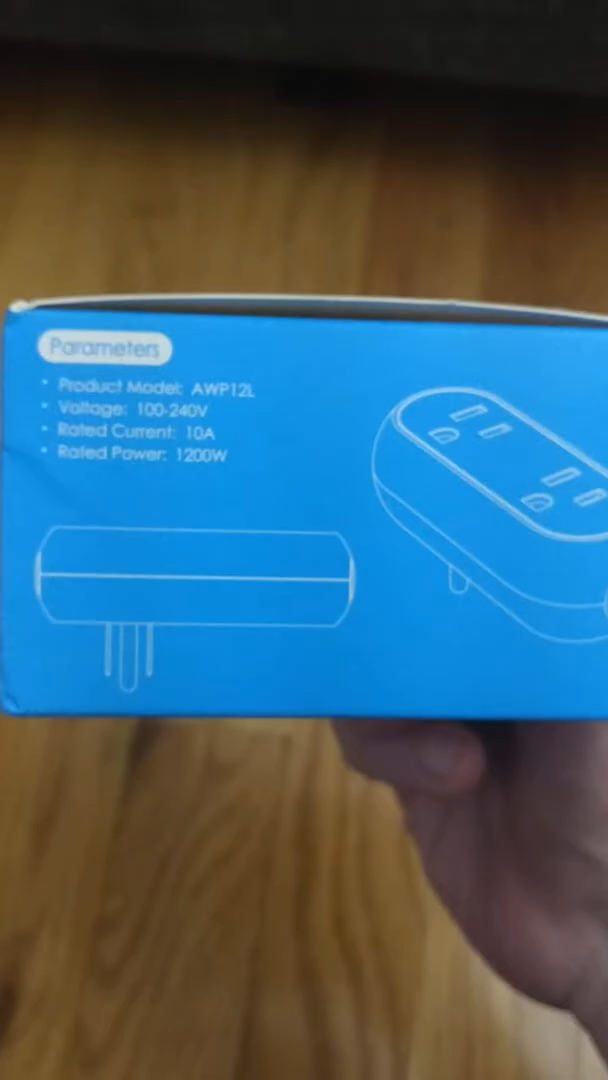 Parameters
• Product Model: AWP12L
• Voltage: 100-240V
• Rated Current: 10A
• Rated Power: 1200W